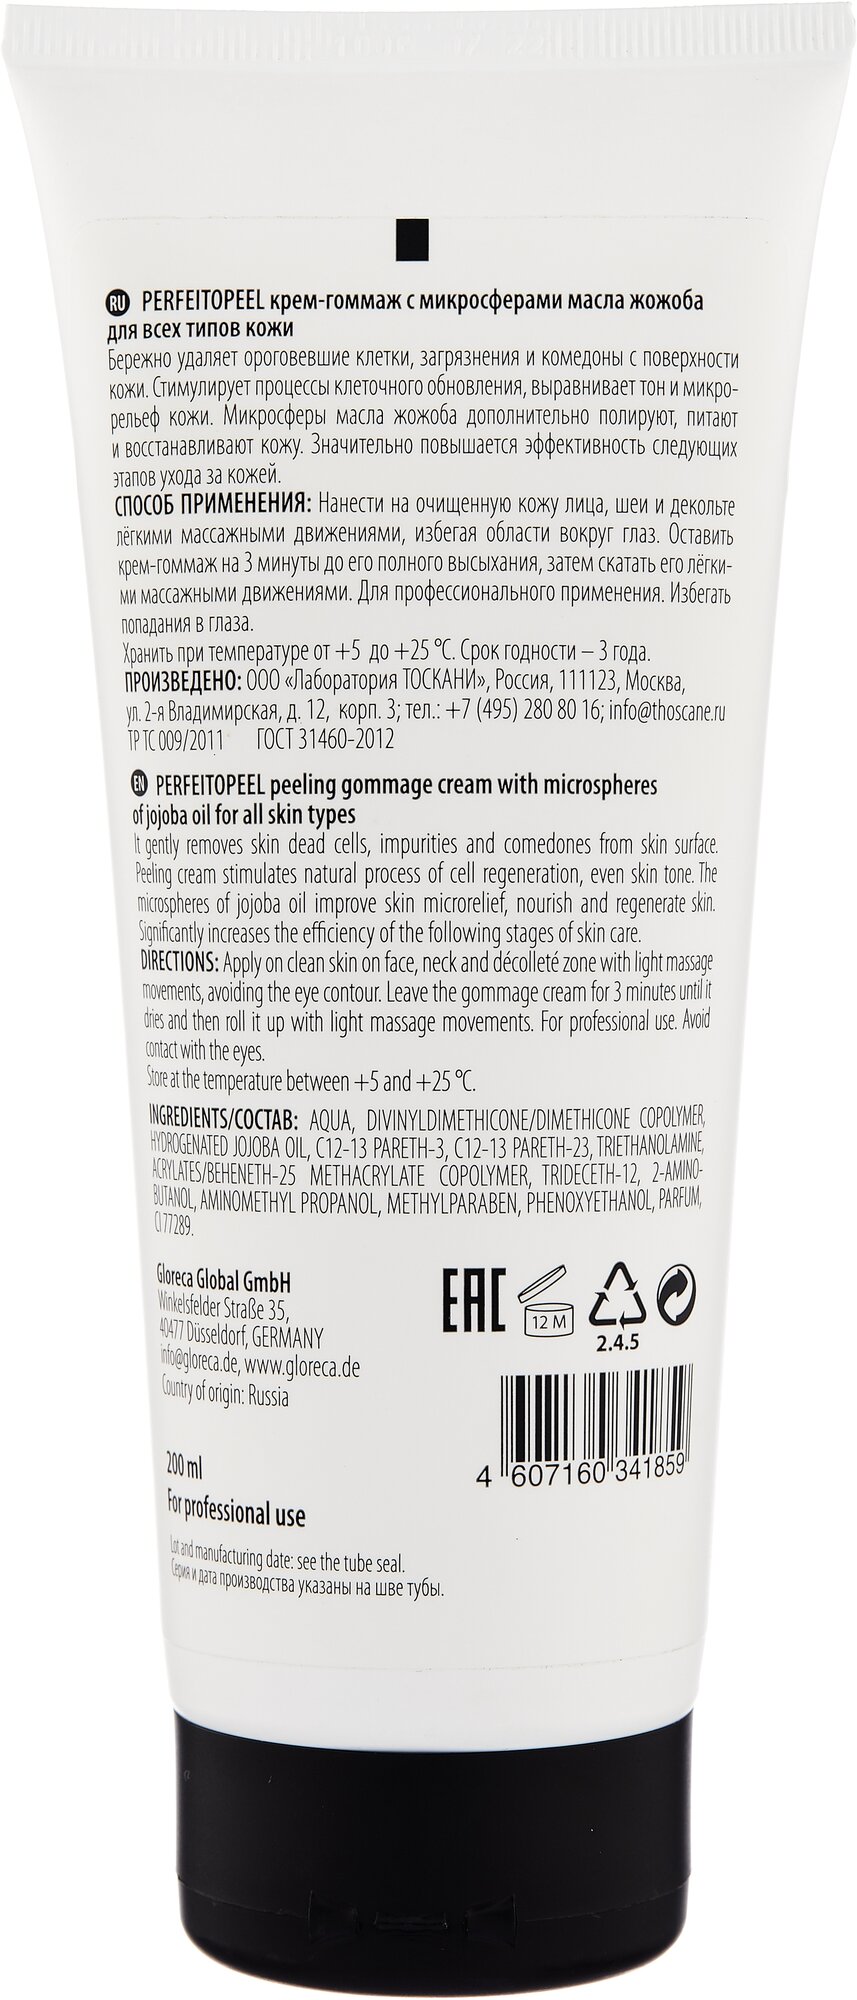 RU PERFEITOPEEL крем-гоммаж с микросферами масла жожоба
для всех типов кожи
Бережно удаляет ороговевшие клетки, загрязнения и комедоны с поверхности
кожи. Стимулирует процессы клеточного обновления, выравнивает тон и микро-
рельеф кожи. Микросферы масла жожоба дополнительно полируют, питают
и восстанавливают кожу. Значительно повышается эффективность следующих
этапов ухода за кожей.
СПОСОБ ПРИМЕНЕНИЯ: Нанести на очищенную кожу лица, шеи и декольте
лёгкими массажными движениями, избегая области вокруг глаз. Оставить
крем-гоммаж на 3 минуты до его полного высыхания, затем скатать его лёгки-
ми массажными движениями. Для профессионального применения. Избегать
попадания в глаза.
Хранить при температуре от +5 до +25 °C. Срок годности – 3 года.
ПРОИЗВЕДЕНО: ООО «Лаборатория ТОСКАНИ», Россия, 111123, Москва,
ул. 2-я Владимирская, д. 12, корп. 3; тел.: +7 (495) 280 80 16; info@thoscane.ru
ТР ТС 009/2011 ГОСТ 31460-2012
EN PERFEITOPEEL peeling gommage cream with microspheres
of jojoba oil for all skin types
It gently removes skin dead cells, impurities and comedones from skin surface.
Peeling cream stimulates natural process of cell regeneration, even skin tone. The
microspheres of jojoba oil improve skin microrelief, nourish and regenerate skin.
Significantly increases the efficiency of the following stages of skin care.
DIRECTIONS: Apply on clean skin on face, neck and décolleté zone with light massage
movements, avoiding the eye contour. Leave the gommage cream for 3 minutes until it
dries and then roll it up with light massage movements. For professional use. Avoid
contact with the eyes.
Store at the temperature between +5 and +25 °C.
INGREDIENTS/СОСТАВ: AQUA, DIVINYLDIMETHICONE/DIMETHICONE COPOLYMER,
HYDROGENATED JOJOBA OIL, C12-13 PARETH-3, C12-13 PARETH-23, TRIETHANOLAMINE,
ACRYLATES/BEHENETH-25 METHACRYLATE COPOLYMER, TRIDECETH-12, 2-AMINO-
BUTANOL, AMINOMETHYL PROPANOL, METHYLPARABEN, PHENOXYETHANOL, PARFUM,
CI 77289.
Gloreca Global GmbH
Winkelsfelder Straße 35,
40477 Düsseldorf, GERMANY
info@gloreca.de, www.gloreca.de
Country of origin: Russia
EAC
12 M
2.4.5
4 607160 341859
200 ml
For professional use
Lot and manufacturing date: see the tube seal.
Серия и дата производства указаны на шве тубы.